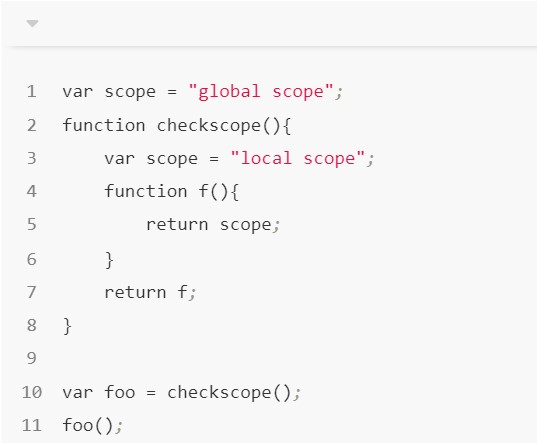 1 var scope = "global scope";
2 function checkscope(){
3     var scope = "local scope";
4     function f(){
5         return scope;
6     }
7     return f;
8 }
9
10 var foo = checkscope();
11 foo();